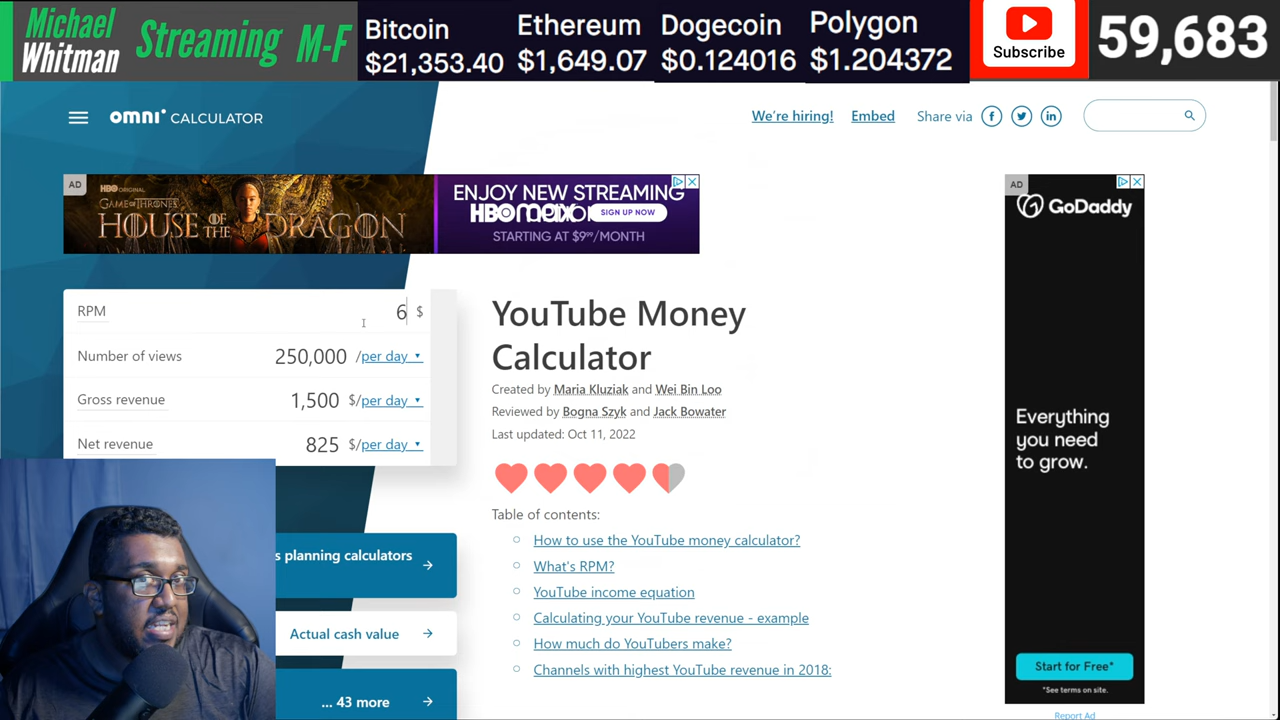 Michael
Whitman
Streaming M-F
Bitcoin
$21,353.40
Ethereum
$1,649.07
Dogecoin
$0.124016
Polygon
$1.204372
Subscribe
59,683
omni CALCULATOR
We're hiring!
Embed
Share via
AD
HBO ORIGINAL
GAME OF THRONES
HOUSE OF THE DRAGON
ENJOY NEW STREAMING
HBOmax
SIGN UP NOW
STARTING AT $9⁹⁹/MONTH
RPM 6 $
Number of views 250,000 /per day
Gross revenue 1,500 $/per day
Net revenue 825 $/per day
YouTube Money
Calculator
Created by Maria Kluziak and Wei Bin Loo
Reviewed by Bogna Szyk and Jack Bowater
Last updated: Oct 11, 2022
Table of contents:
How to use the YouTube money calculator?
What's RPM?
YouTube income equation
Calculating your YouTube revenue - example
How much do YouTubers make?
Channels with highest YouTube revenue in 2018:
s planning calculators
Actual cash value
... 43 more
AD
GoDaddy
Everything
you need
to grow.
Start for Free*
*See terms on site.
Report Ad